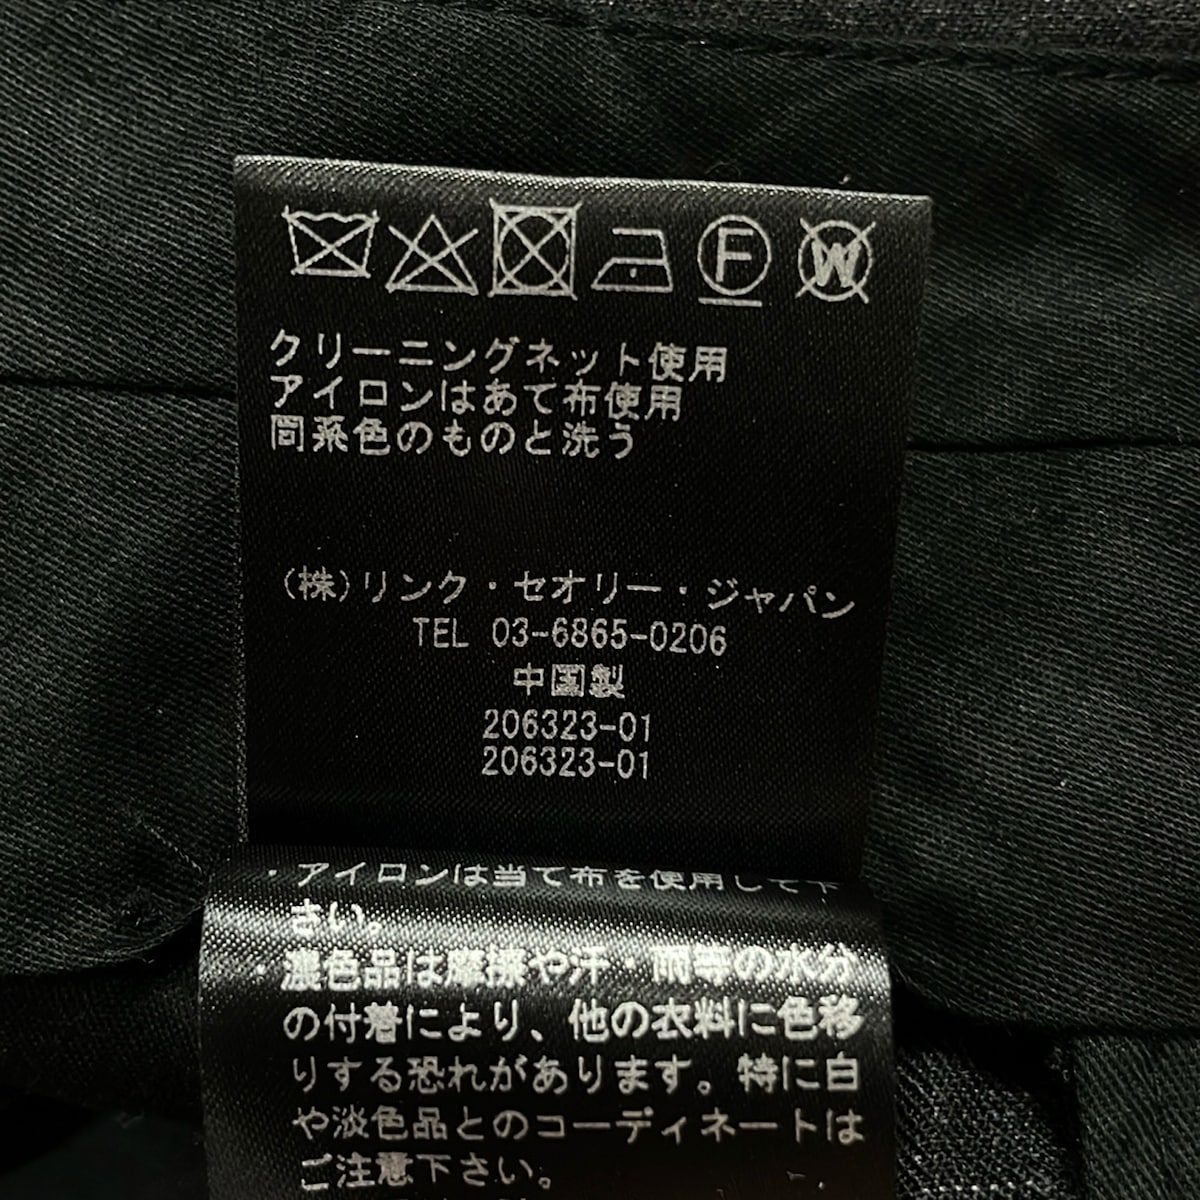 F W
クリーニングネット使用
アイロンはあて布使用
同系色のものと洗う
(株)リンク・セオリー・ジャパン
TEL 03-6865-0206
中国製
206323-01
206323-01
・アイロンは当て布を使用して下
さい。
・濃色品は摩擦や汗・雨等の水分
の付着により、他の衣料に色移
りする恐れがあります。特に白
や淡色品とのコーディネートは
ご注意下さい。